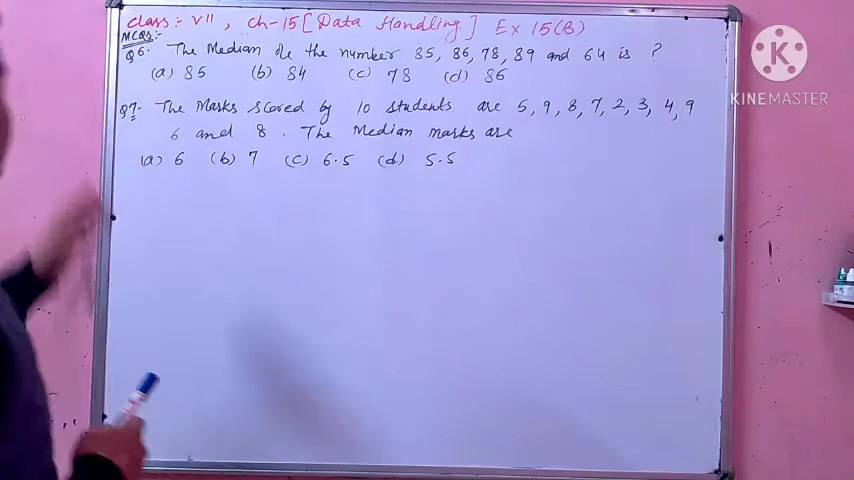 Class:- VII, Ch-15 [Data Handling] Ex 15(B)
MCQs:-
Q6. The Median of the number 85, 86, 78, 89 and 64 is ?
(a) 85 (b) 84 (c) 78 (d) 86
Q7:- The Marks scored by 10 students are 5, 9, 8, 7, 2, 3, 4, 9
6 and 8. The Median marks are
(a) 6 (b) 7 (c) 6.5 (d) 5.5
KINEMASTER